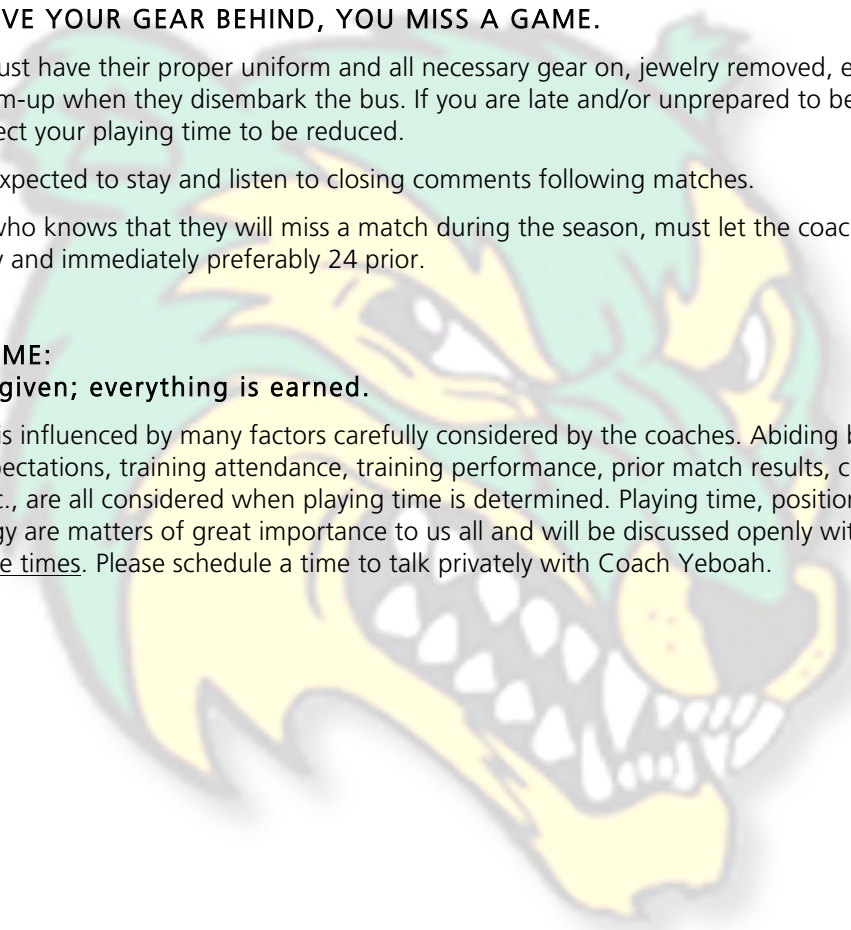 VE YOUR GEAR BEHIND, YOU MISS A GAME.
ust have their proper uniform and all necessary gear on, jewelry removed, e
m-up when they disembark the bus. If you are late and/or unprepared to be
ect your playing time to be reduced.
xpected to stay and listen to closing comments following matches.
who knows that they will miss a match during the season, must let the coac
y and immediately preferably 24 prior.
ME:
given; everything is earned.
is influenced by many factors carefully considered by the coaches. Abiding b
pectations, training attendance, training performance, prior match results, c
c., are all considered when playing time is determined. Playing time, position
gy are matters of great importance to us all and will be discussed openly wit
e times. Please schedule a time to talk privately with Coach Yeboah.